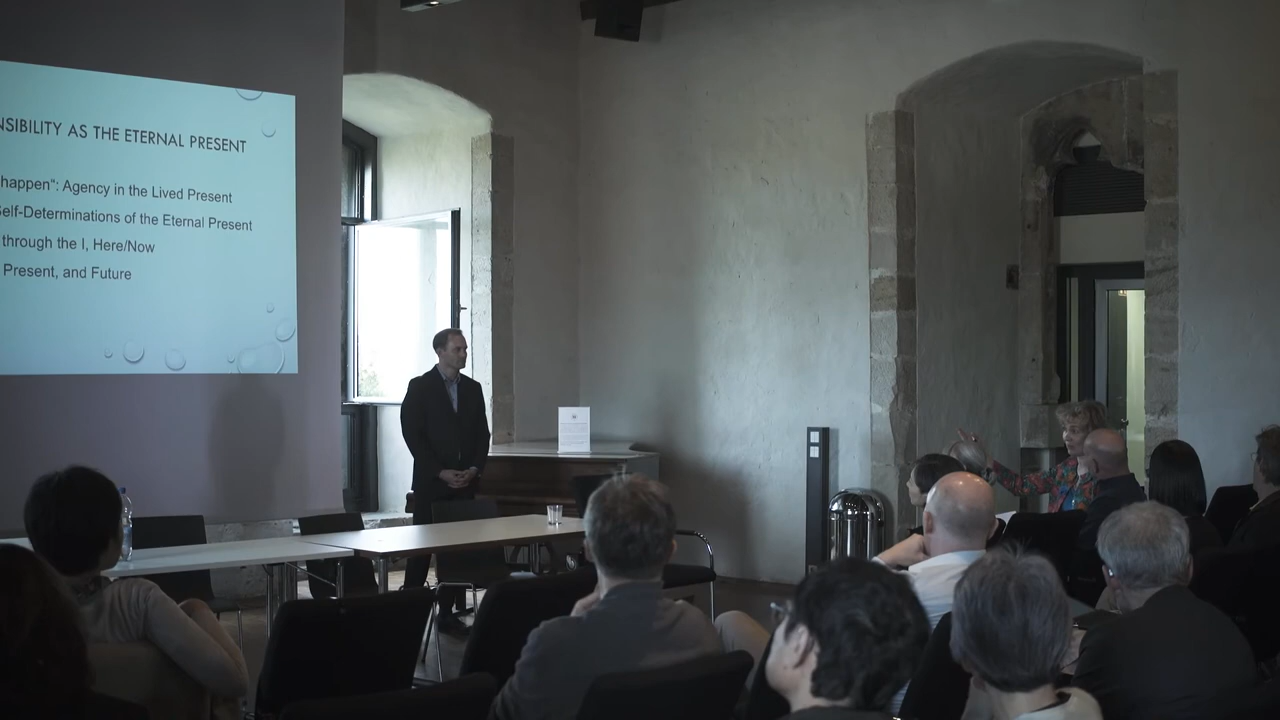 NSIBILITY AS THE ETERNAL PRESENT
happen“: Agency in the Lived Present
Self-Determinations of the Eternal Present
through the I, Here/Now
Present, and Future